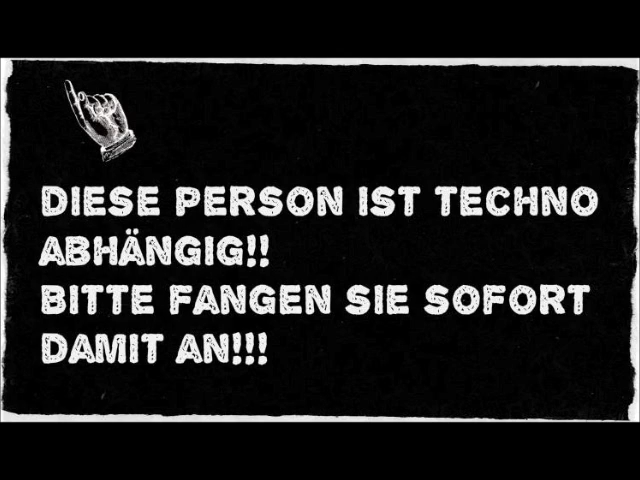 DIESE PERSON IST TECHNO
ABHÄNGIG!!
BITTE FANGEN SIE SOFORT
DAMIT AN!!!